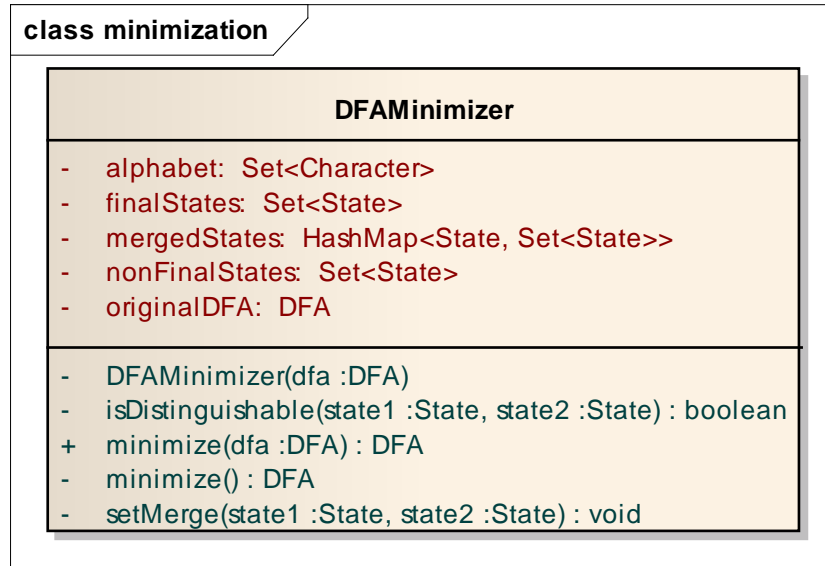 class minimization
DFAMinimizer
- alphabet: Set<Character>
- finalStates: Set<State>
- mergedStates: HashMap<State, Set<State>>
- nonFinalStates: Set<State>
- originalDFA: DFA
- DFAMinimizer(dfa :DFA)
- isDistinguishable(state1 :State, state2 :State) : boolean
+ minimize(dfa :DFA) : DFA
- minimize() : DFA
- setMerge(state1 :State, state2 :State) : void